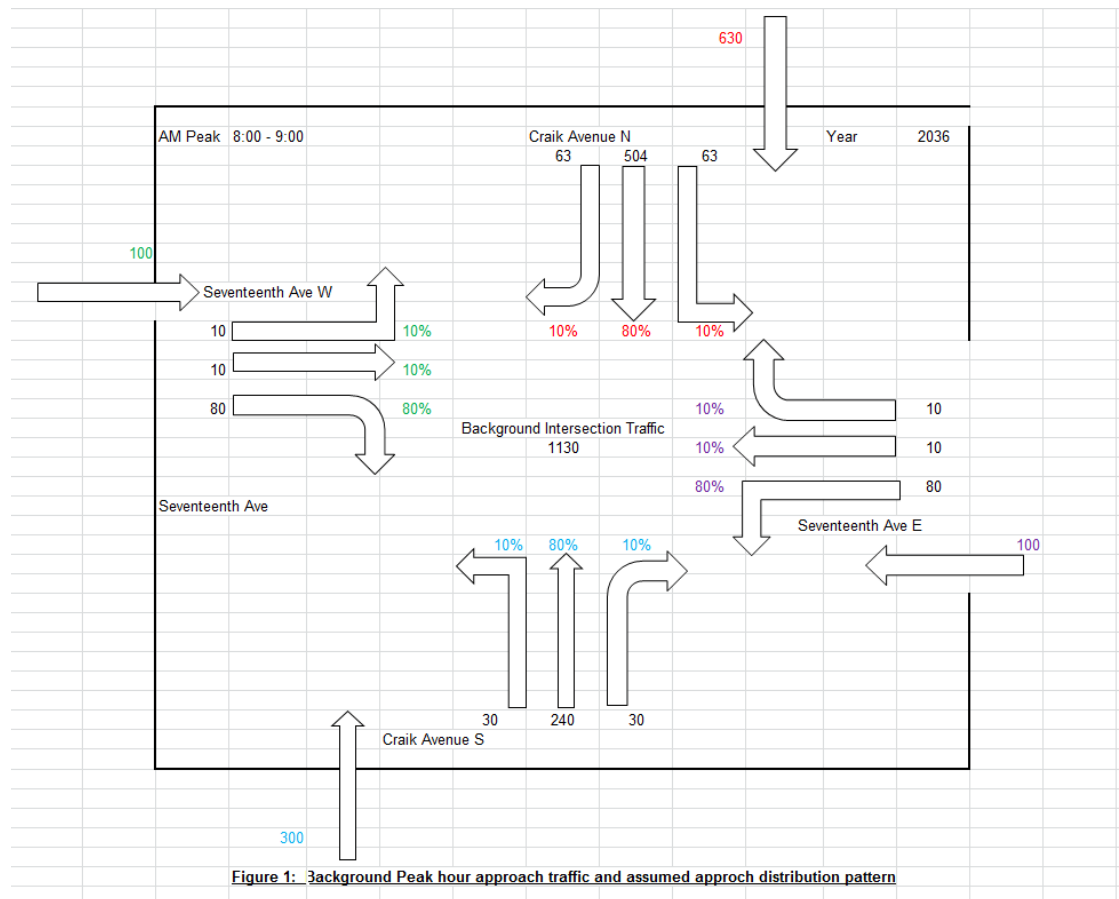 630
AM Peak 8:00 - 9:00 Craik Avenue N Year 2036
63 504 63
100
Seventeenth Ave W
10 10% 10% 80% 10%
10 10%
80 80% 10% 10
Background Intersection Traffic
1130 10% 10
80% 80
Seventeenth Ave
Seventeenth Ave E
10% 80% 10% 100
30 240 30
Craik Avenue S
300
Figure 1: Background Peak hour approach traffic and assumed approch distribution pattern